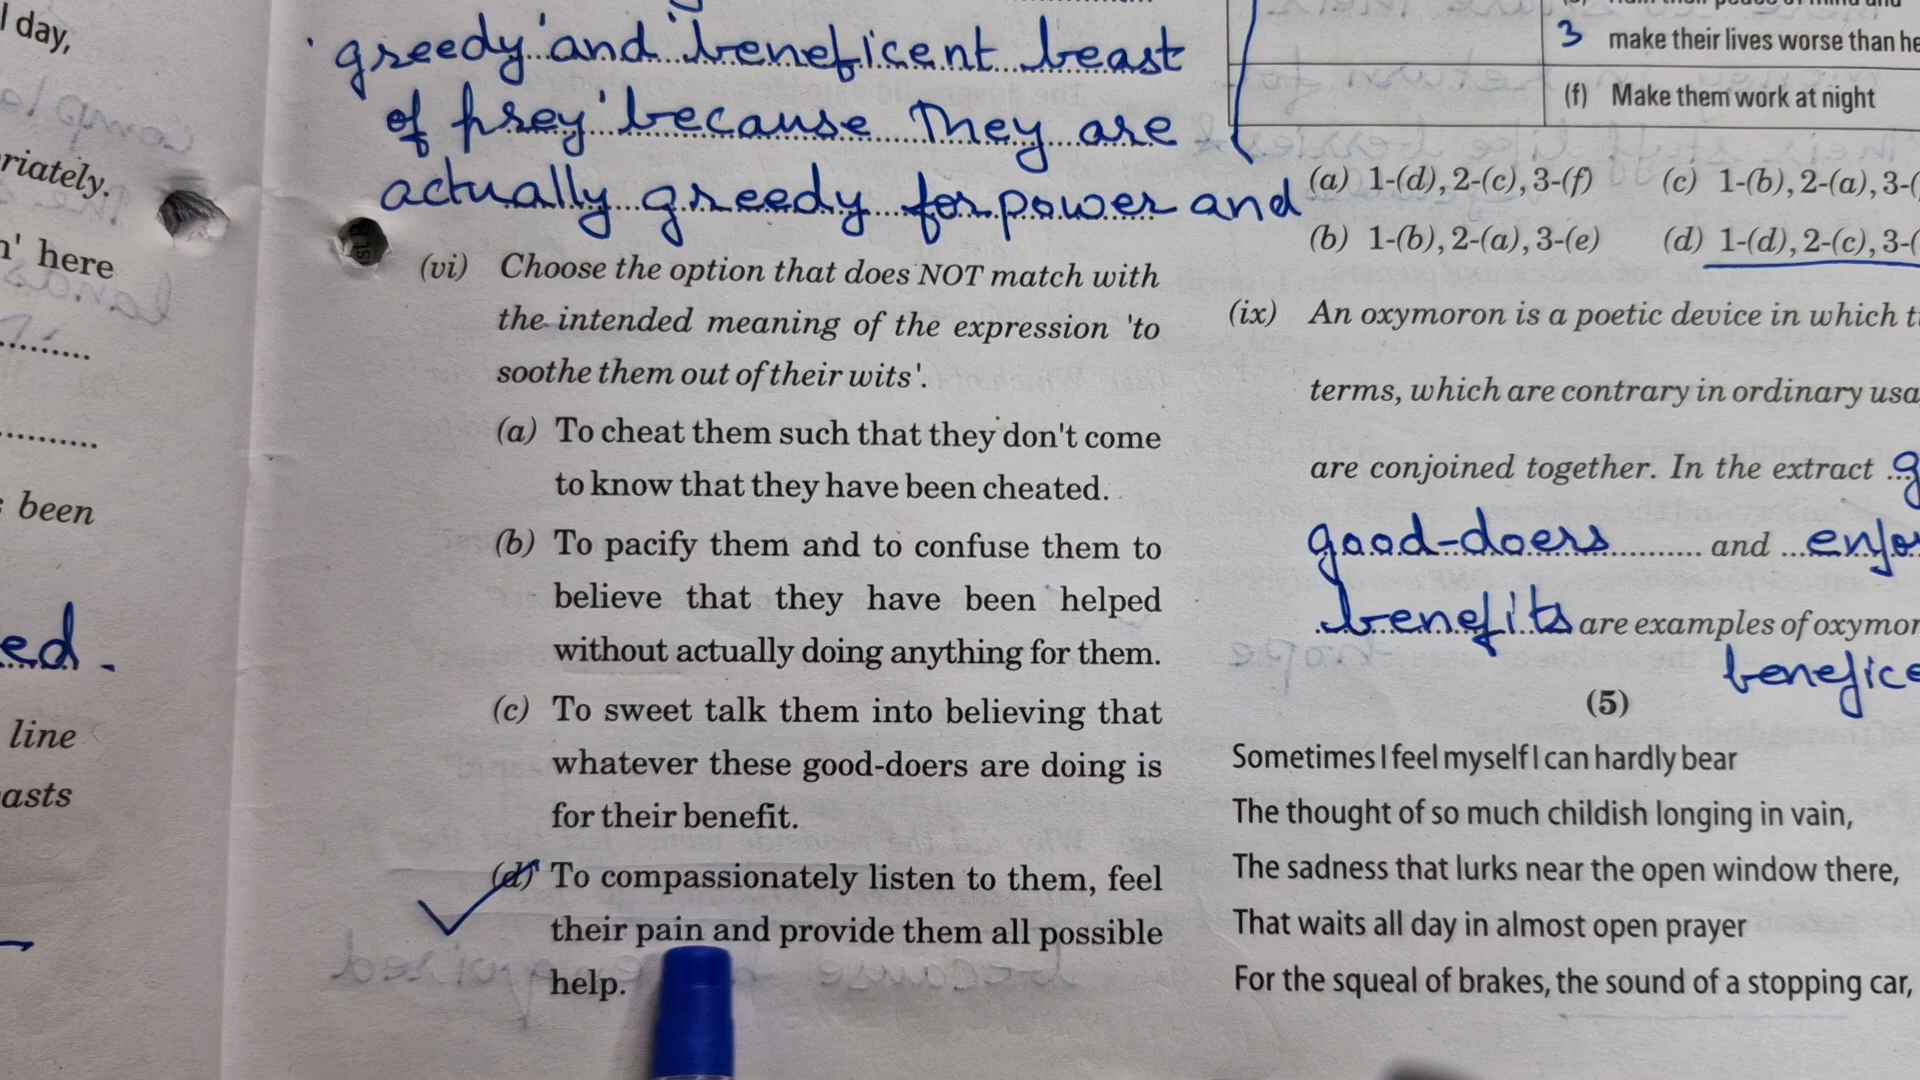 l day,
riately.
n' here
been
ed.
line
asts
greedy' and 'beneficent beast
of prey' because they are
actually greedy for power and
(vi) Choose the option that does NOT match with
the intended meaning of the expression 'to
soothe them out of their wits'.
(a) To cheat them such that they don't come
to know that they have been cheated.
(b) To pacify them and to confuse them to
believe that they have been helped
without actually doing anything for them.
(c) To sweet talk them into believing that
whatever these good-doers are doing is
for their benefit.
(d) To compassionately listen to them, feel
their pain and provide them all possible
help.
3 make their lives worse than he
(f) Make them work at night
(a) 1-(d), 2-(c), 3-(f) (c) 1-(b), 2-(a), 3-(
(b) 1-(b), 2-(a), 3-(e) (d) 1-(d), 2-(c), 3-(
(ix) An oxymoron is a poetic device in which t
terms, which are contrary in ordinary usa
are conjoined together. In the extract ...g
good-doers .......... and ...enjo
benefits are examples of oxymor
benefice
(5)
Sometimes I feel myself I can hardly bear
The thought of so much childish longing in vain,
The sadness that lurks near the open window there,
That waits all day in almost open prayer
For the squeal of brakes, the sound of a stopping car,